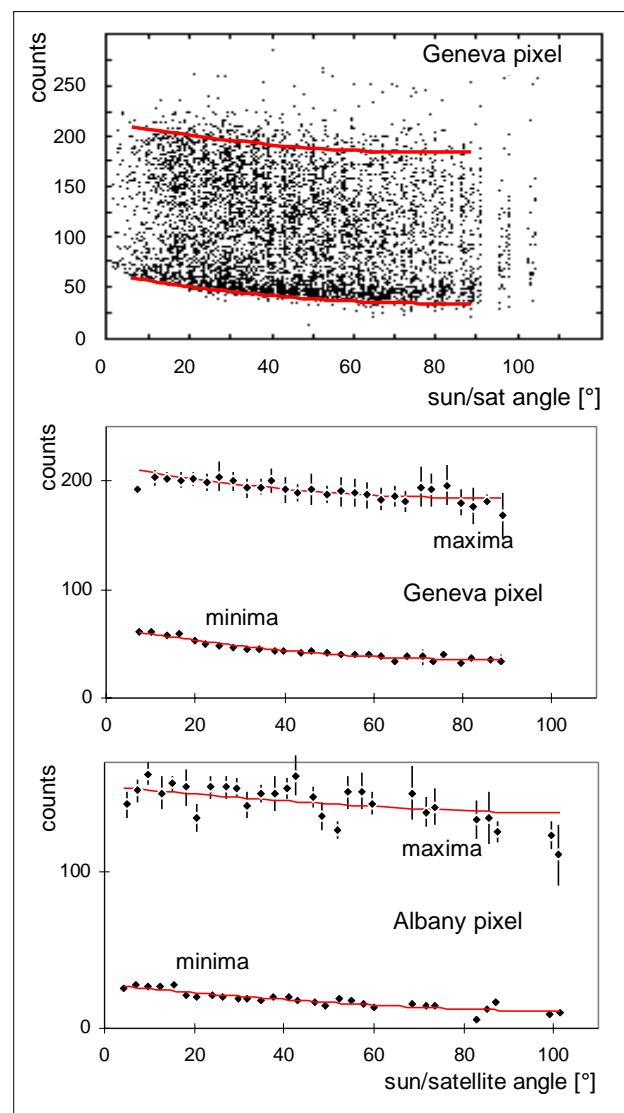 counts
Geneva pixel
250
200
150
100
50
0
0 20 40 60 80 100
sun/sat angle [°]
counts
200
maxima
100
Geneva pixel
minima
0
0 20 40 60 80 100
counts
maxima
100
Albany pixel
minima
0
0 20 40 60 80 100
sun/satellite angle [°]